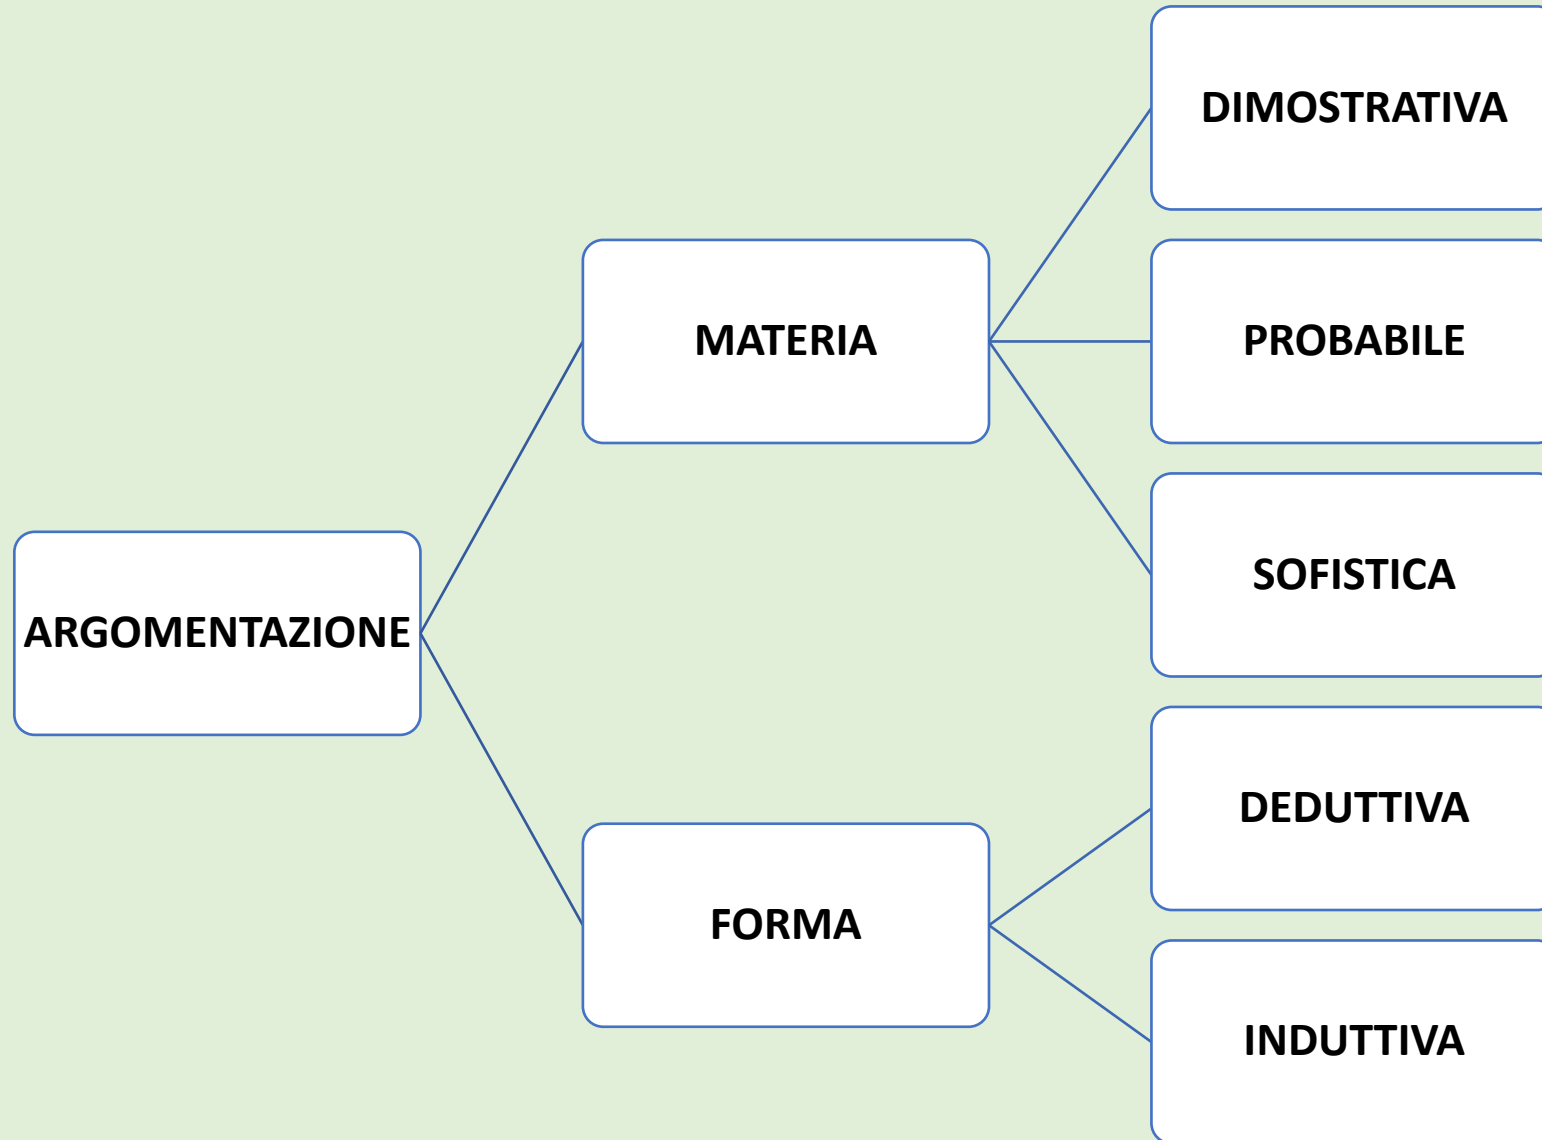 DIMOSTRATIVA
MATERIA
PROBABILE
SOFISTICA
ARGOMENTAZIONE
DEDUTTIVA
FORMA
INDUTTIVA